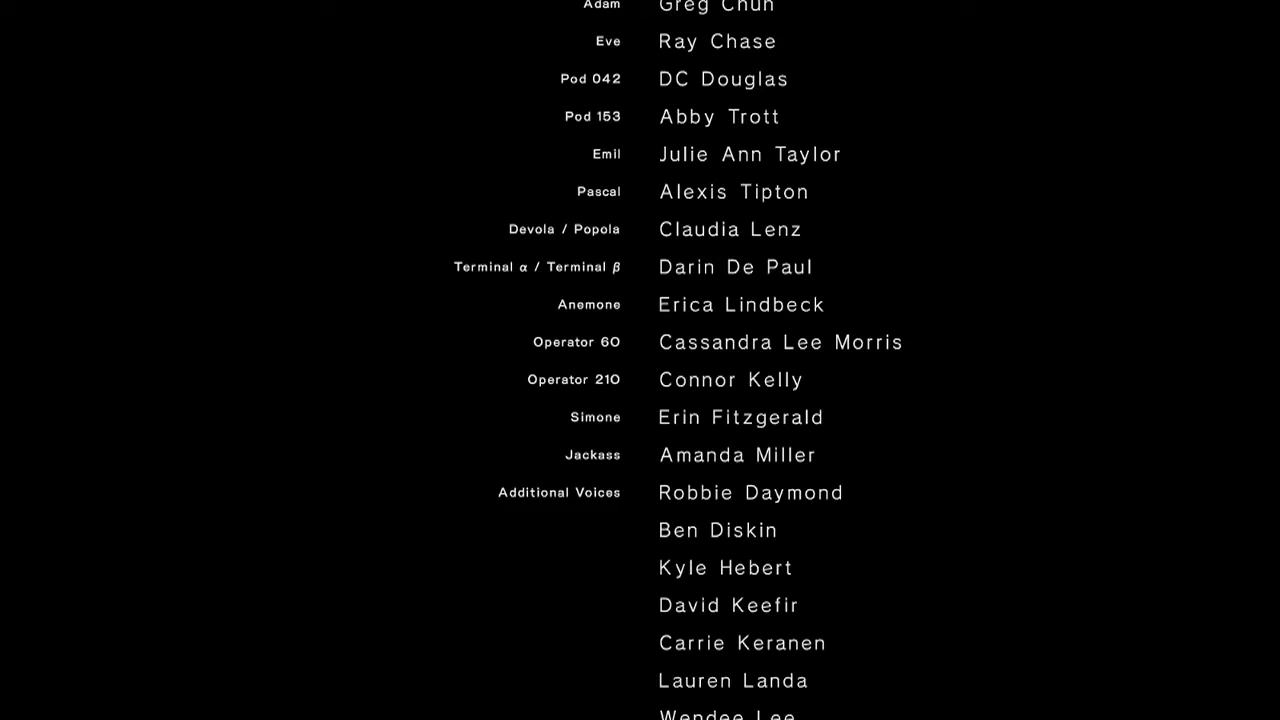 Adam Greg Chun
Eve Ray Chase
Pod 042 DC Douglas
Pod 153 Abby Trott
Emil Julie Ann Taylor
Pascal Alexis Tipton
Devola / Popola Claudia Lenz
Terminal α / Terminal β Darin De Paul
Anemone Erica Lindbeck
Operator 6O Cassandra Lee Morris
Operator 21O Connor Kelly
Simone Erin Fitzgerald
Jackass Amanda Miller
Additional Voices Robbie Daymond
Ben Diskin
Kyle Hebert
David Keefir
Carrie Keranen
Lauren Landa
Wendee Lee